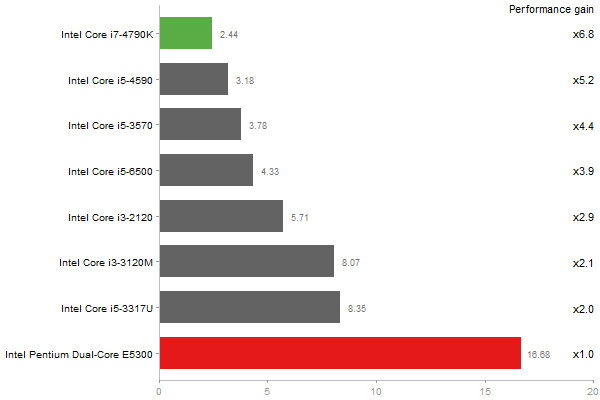 Performance gain
Intel Core i7-4790K 2.44 x6.8
Intel Core i5-4590 3.18 x5.2
Intel Core i5-3570 3.78 x4.4
Intel Core i5-6500 4.33 x3.9
Intel Core i3-2120 5.71 x2.9
Intel Core i3-3120M 8.07 x2.1
Intel Core i5-3317U 8.35 x2.0
Intel Pentium Dual-Core E5300 16.68 x1.0
0 5 10 15 20